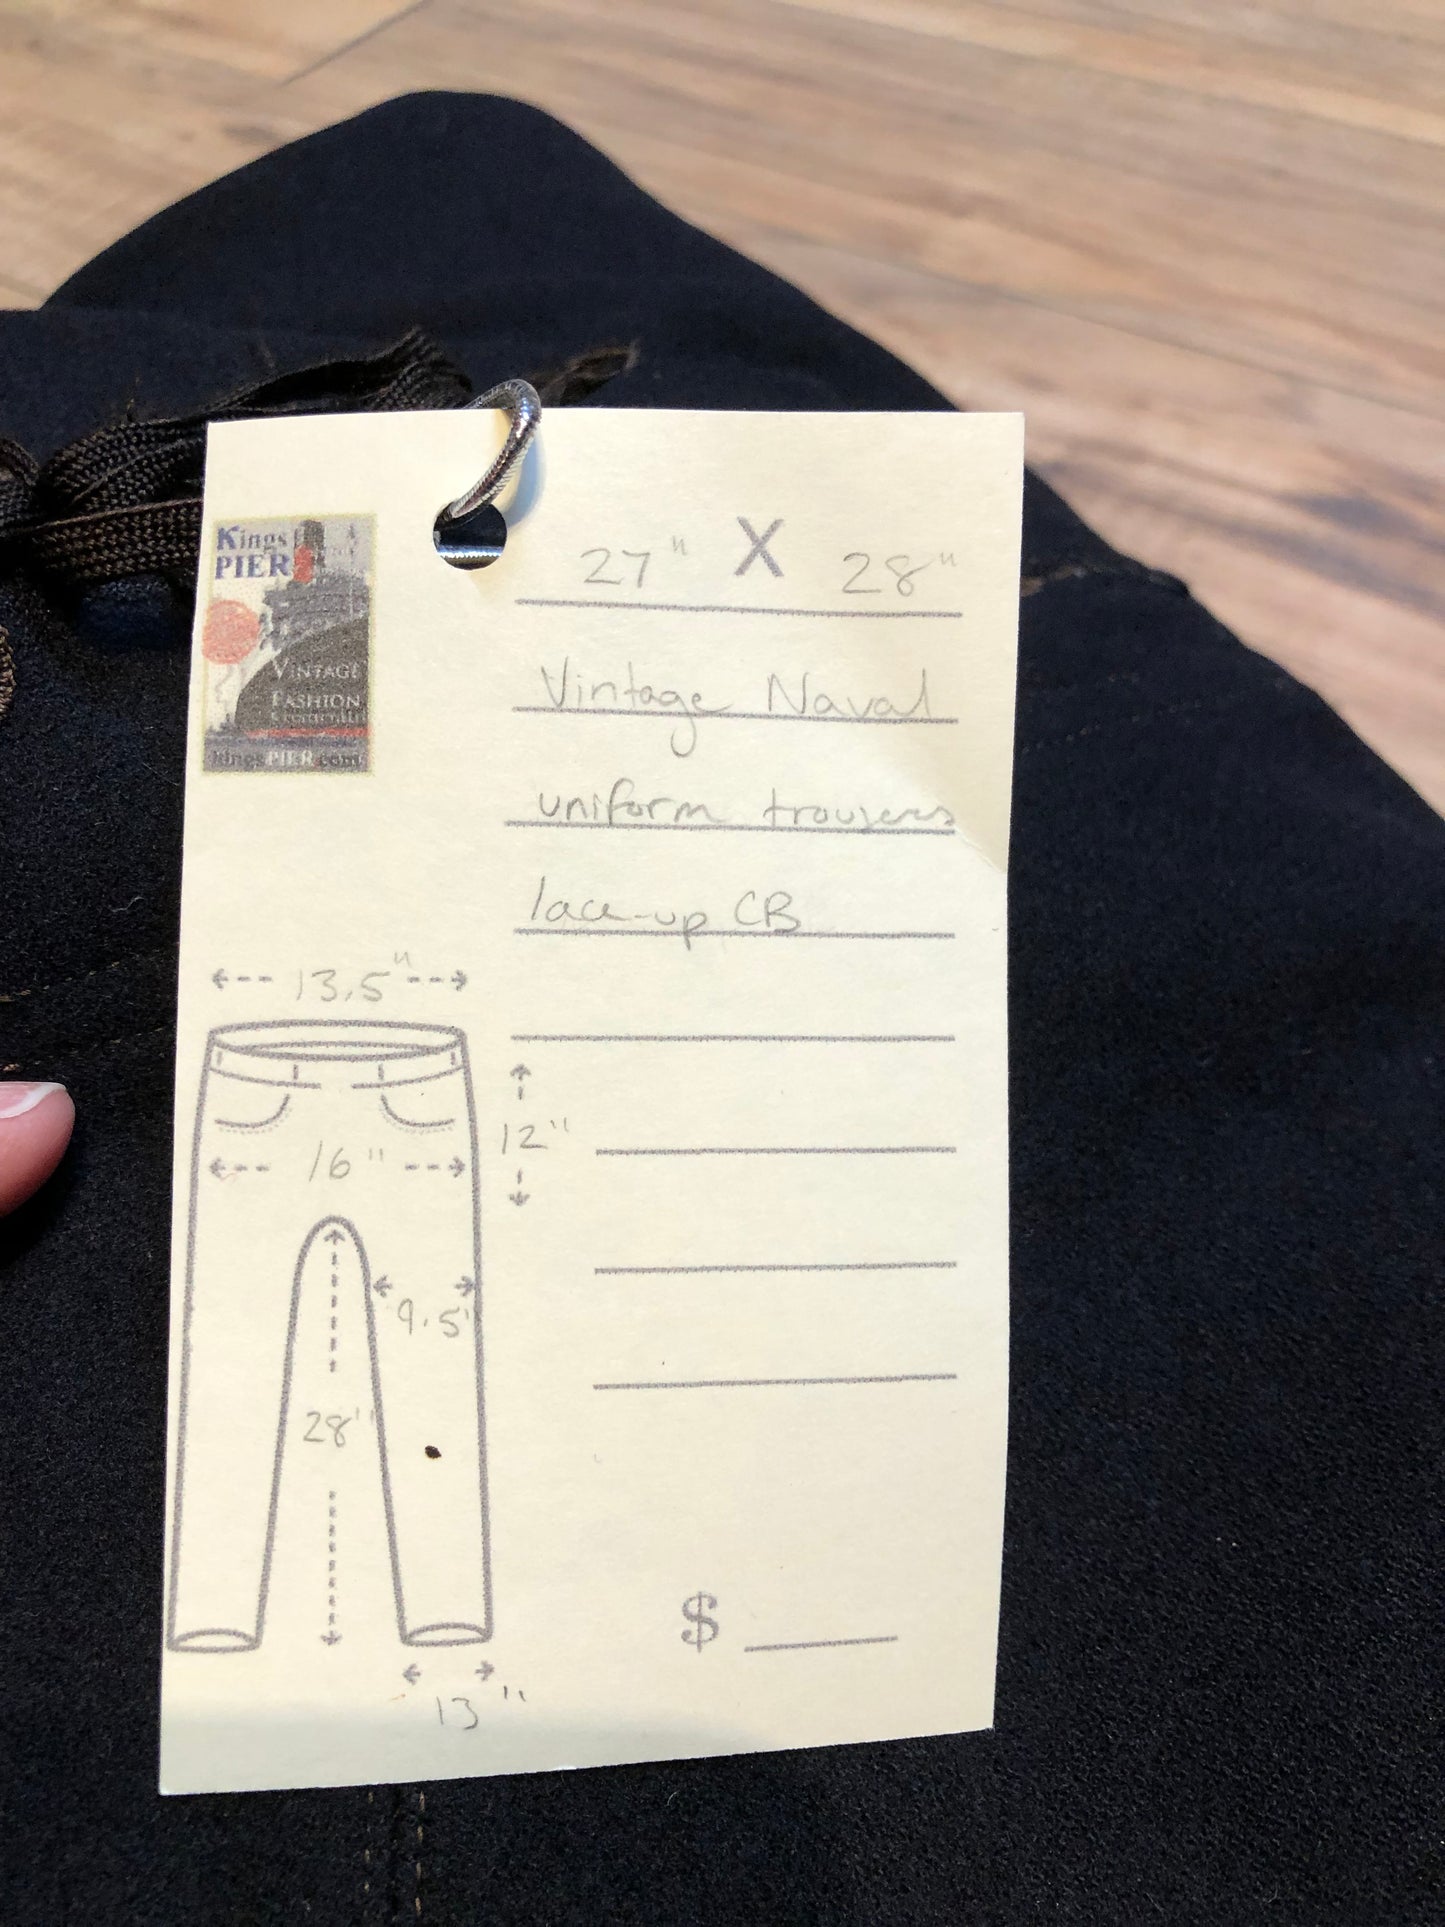 Kings
PIER
VINTAGE
FASHION
kingsPIER.com
27" X 28"
Vintage Naval
uniform trousers
lace-up CB
13.5"
12"
16"
9.5"
28"
13"
$